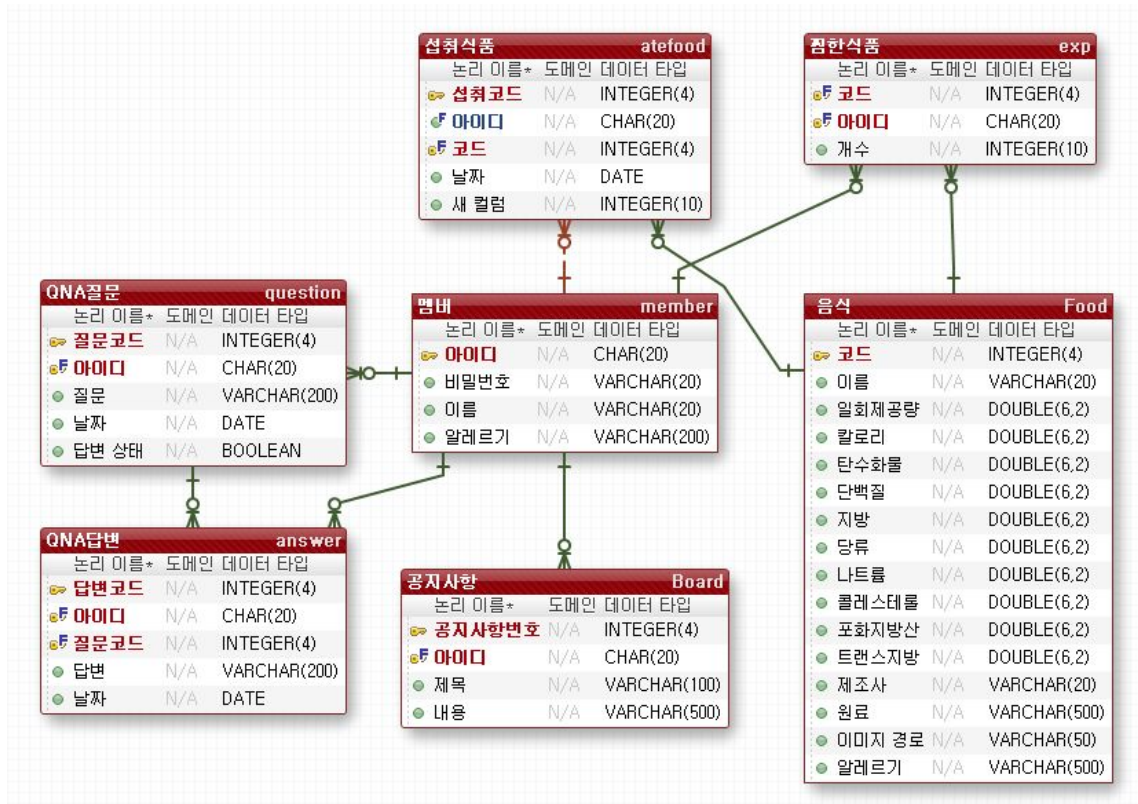 섭취식품 atefood
논리 이름* 도메인 데이터 타입
섭취코드 N/A INTEGER(4)
아이디 N/A CHAR(20)
코드 N/A INTEGER(4)
날짜 N/A DATE
새 컬럼 N/A INTEGER(10)
찜한식품 exp
논리 이름* 도메인 데이터 타입
코드 N/A INTEGER(4)
아이디 N/A CHAR(20)
개수 N/A INTEGER(10)
QNA질문 question
논리 이름* 도메인 데이터 타입
질문코드 N/A INTEGER(4)
아이디 N/A CHAR(20)
질문 N/A VARCHAR(200)
날짜 N/A DATE
답변 상태 N/A BOOLEAN
멤버 member
논리 이름* 도메인 데이터 타입
아이디 N/A CHAR(20)
비밀번호 N/A VARCHAR(20)
이름 N/A VARCHAR(20)
알레르기 N/A VARCHAR(200)
음식 Food
논리 이름* 도메인 데이터 타입
코드 N/A INTEGER(4)
이름 N/A VARCHAR(20)
일회제공량 N/A DOUBLE(6,2)
칼로리 N/A DOUBLE(6,2)
탄수화물 N/A DOUBLE(6,2)
단백질 N/A DOUBLE(6,2)
지방 N/A DOUBLE(6,2)
당류 N/A DOUBLE(6,2)
나트륨 N/A DOUBLE(6,2)
콜레스테롤 N/A DOUBLE(6,2)
포화지방산 N/A DOUBLE(6,2)
트랜스지방 N/A DOUBLE(6,2)
제조사 N/A VARCHAR(20)
원료 N/A VARCHAR(500)
이미지 경로 N/A VARCHAR(50)
알레르기 N/A VARCHAR(500)
QNA답변 answer
논리 이름* 도메인 데이터 타입
답변코드 N/A INTEGER(4)
아이디 N/A CHAR(20)
질문코드 N/A INTEGER(4)
답변 N/A VARCHAR(200)
날짜 N/A DATE
공지사항 Board
논리 이름* 도메인 데이터 타입
공지사항번호 N/A INTEGER(4)
아이디 N/A CHAR(20)
제목 N/A VARCHAR(100)
내용 N/A VARCHAR(500)